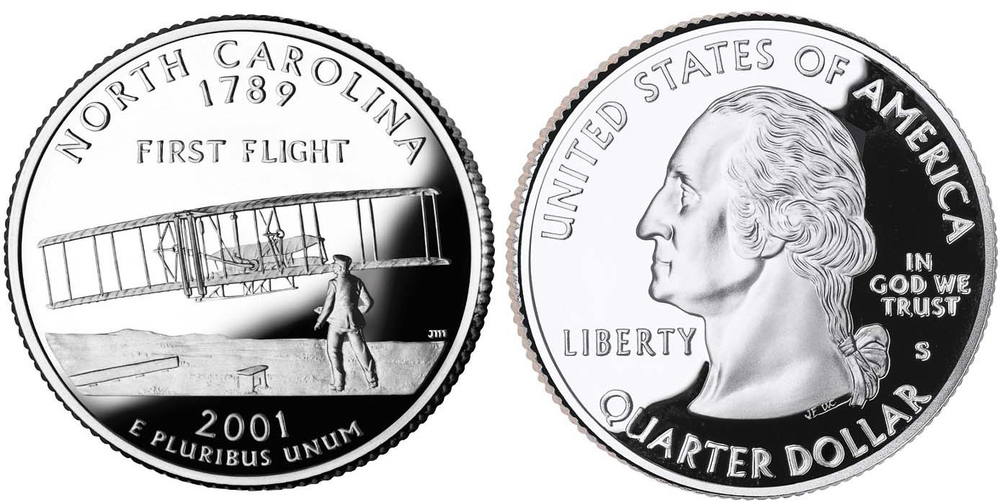 NORTH CAROLINA
1789
FIRST FLIGHT
2001
E PLURIBUS UNUM
UNITED STATES OF AMERICA
LIBERTY
IN
GOD WE
TRUST
S
QUARTER DOLLAR